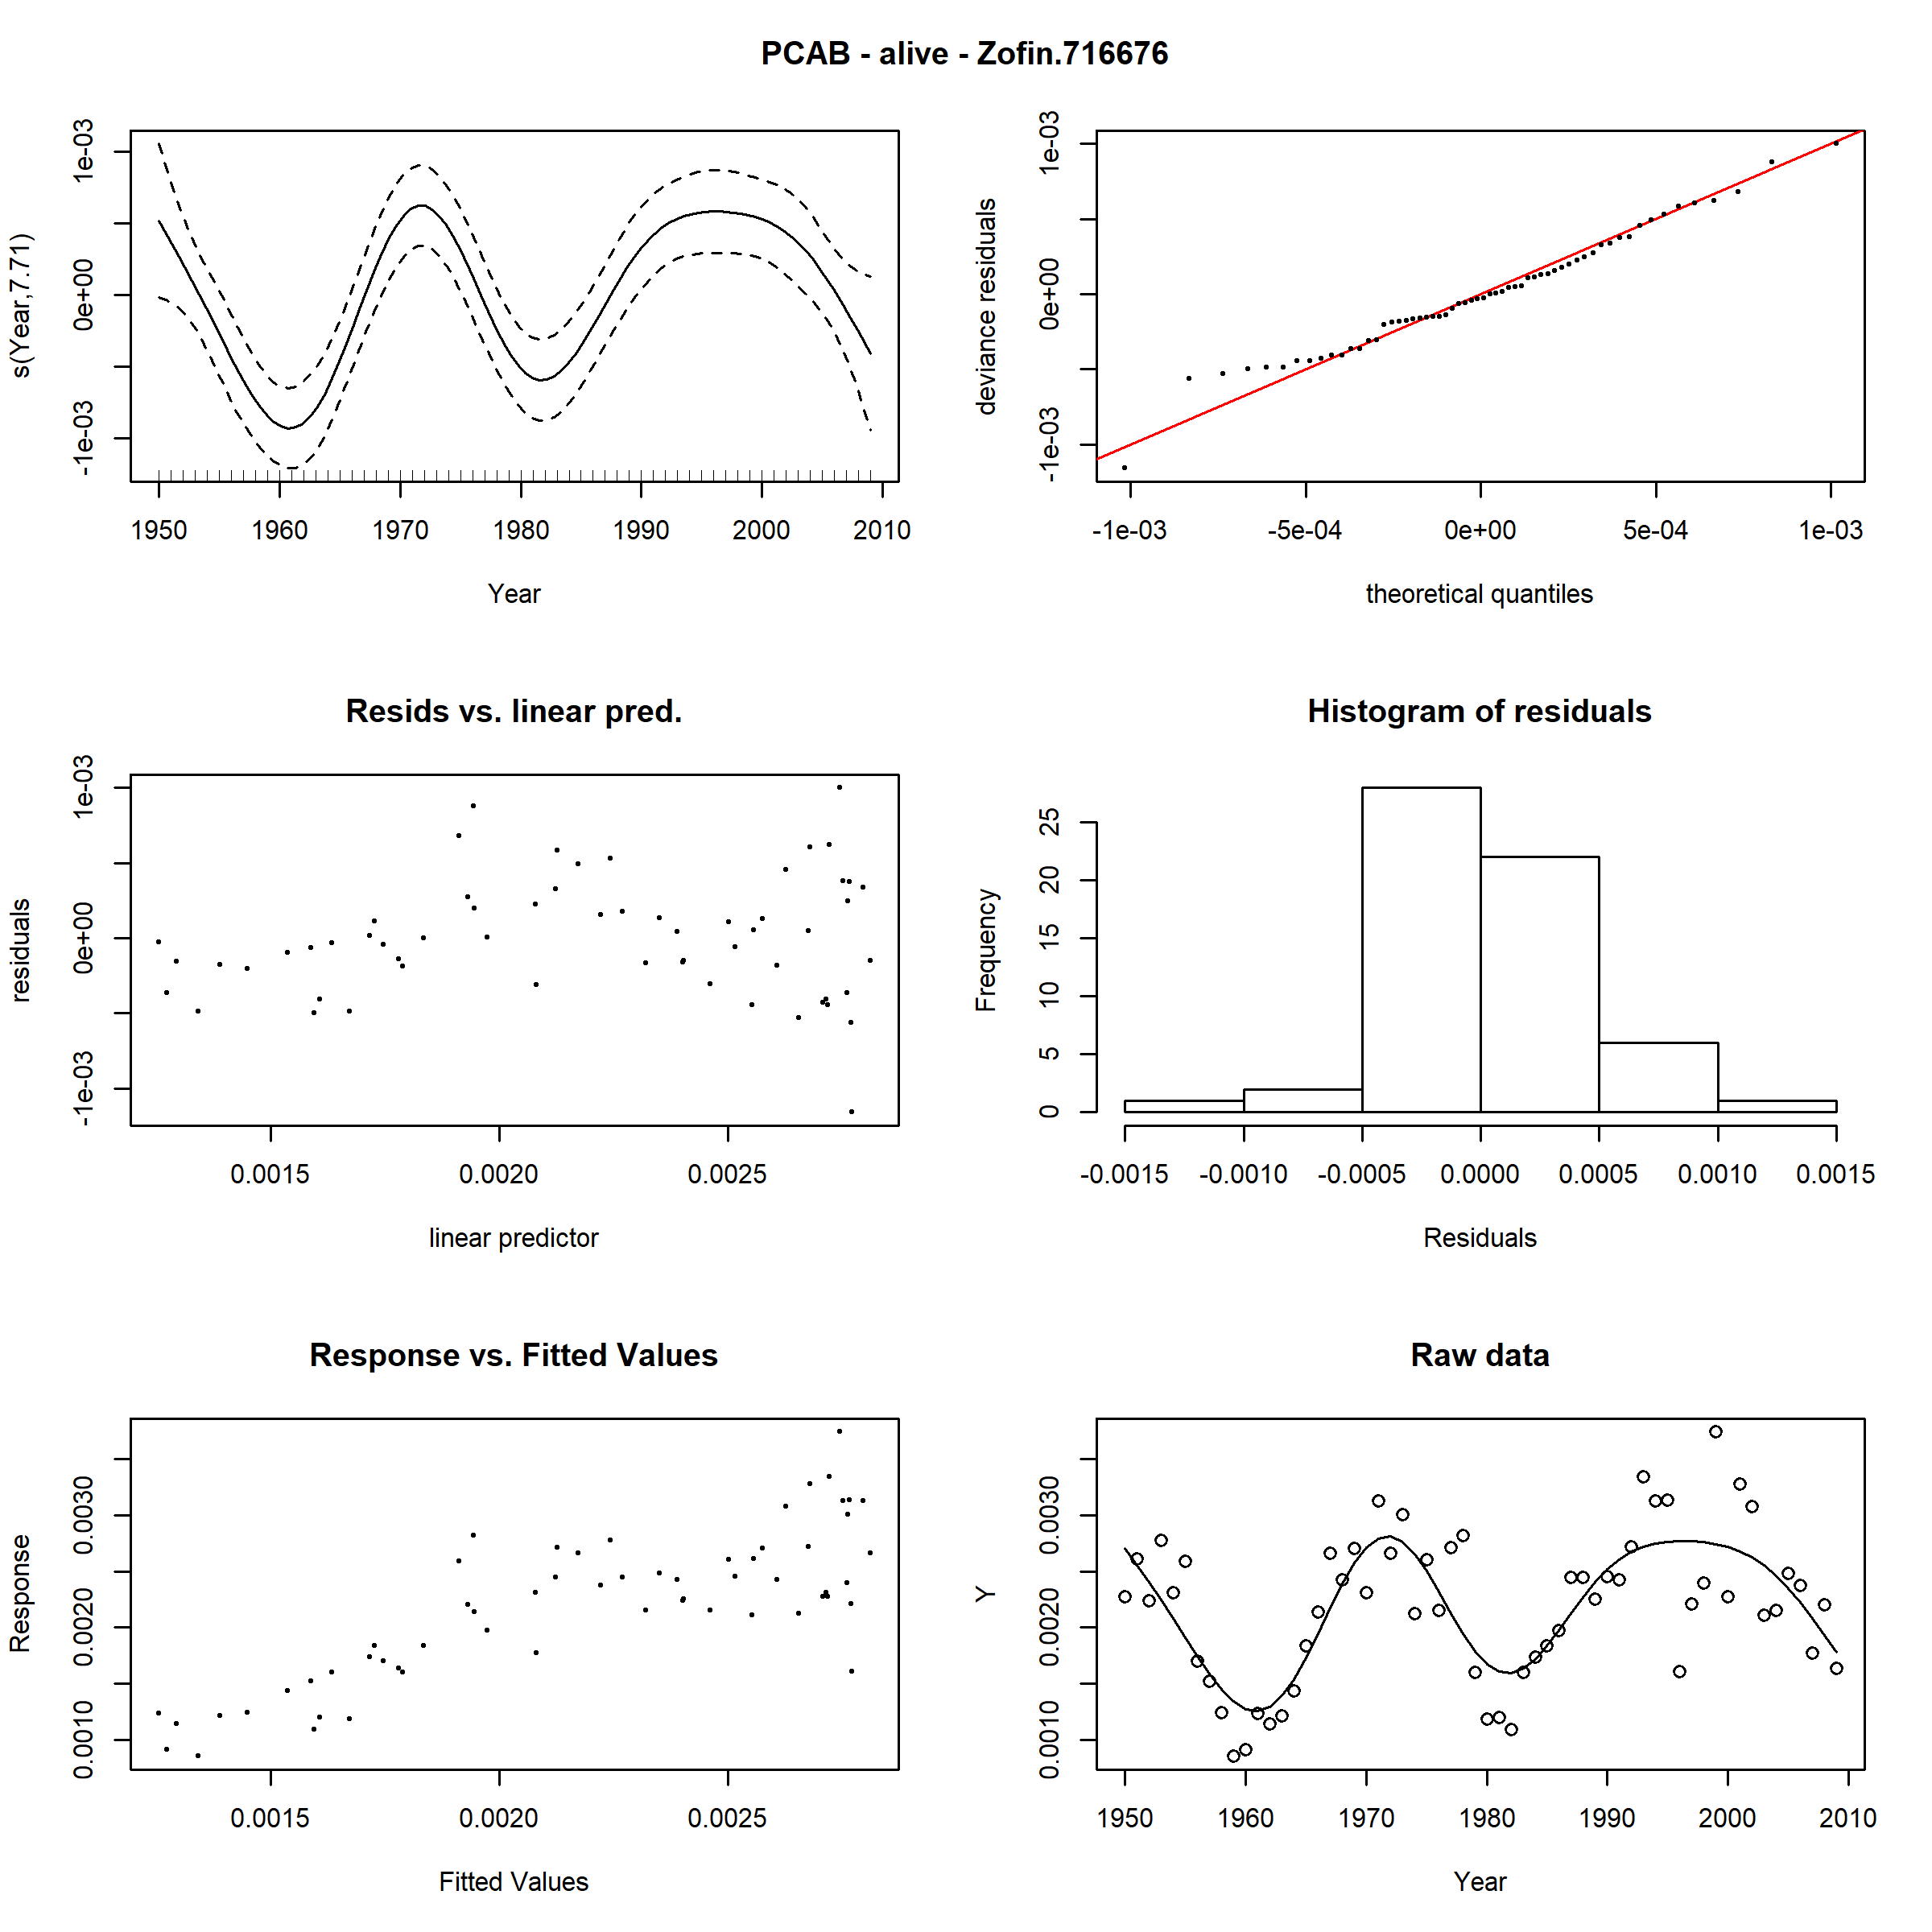 PCAB - alive - Zofin.716676
s(Year,7.71)
-1e-03 0e+00 1e-03
1950 1960 1970 1980 1990 2000 2010
Year
deviance residuals
-1e-03 0e+00 1e-03
-1e-03 -5e-04 0e+00 5e-04 1e-03
theoretical quantiles
Resids vs. linear pred.
residuals
-1e-03 0e+00 1e-03
0.0015 0.0020 0.0025
linear predictor
Histogram of residuals
Frequency
0 5 10 15 20 25
-0.0015 -0.0010 -0.0005 0.0000 0.0005 0.0010 0.0015
Residuals
Response vs. Fitted Values
Response
0.0010 0.0020 0.0030
0.0015 0.0020 0.0025
Fitted Values
Raw data
Y
0.0010 0.0020 0.0030
1950 1960 1970 1980 1990 2000 2010
Year